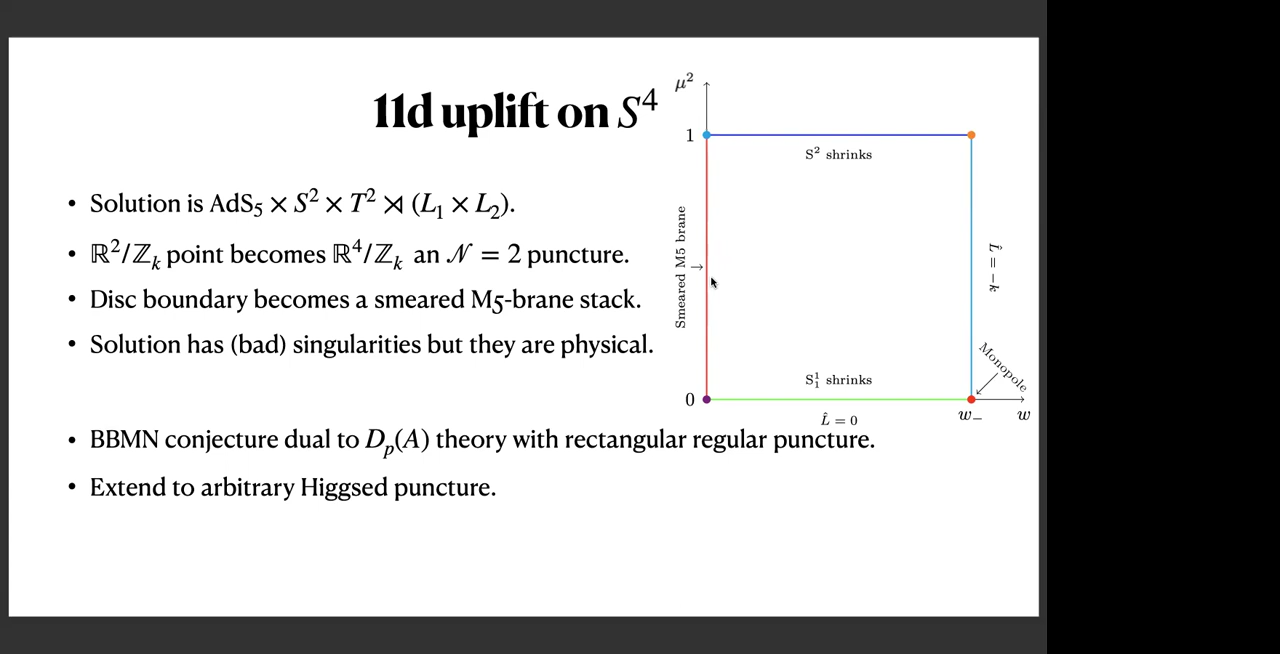 11d uplift on S⁴
• Solution is AdS₅ × S² × T² ⋊ (L₁ × L₂).
• ℝ²/ℤₖ point becomes ℝ⁴/ℤₖ an 𝒩 = 2 puncture.
• Disc boundary becomes a smeared M5-brane stack.
• Solution has (bad) singularities but they are physical.
• BBMN conjecture dual to Dₚ(A) theory with rectangular regular puncture.
• Extend to arbitrary Higgsed puncture.
μ²
1
S² shrinks
Smeared M5 brane
→
L̂ = −k
Monopole
S¹₁ shrinks
0
L̂ = 0
w₋
w